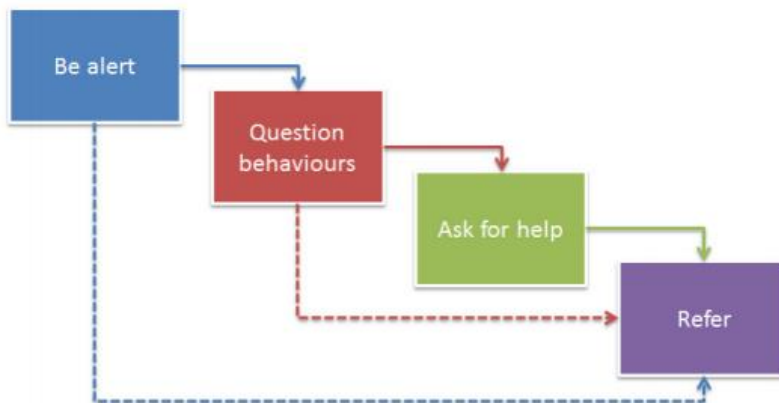 Be alert
Question
behaviours
Ask for help
Refer